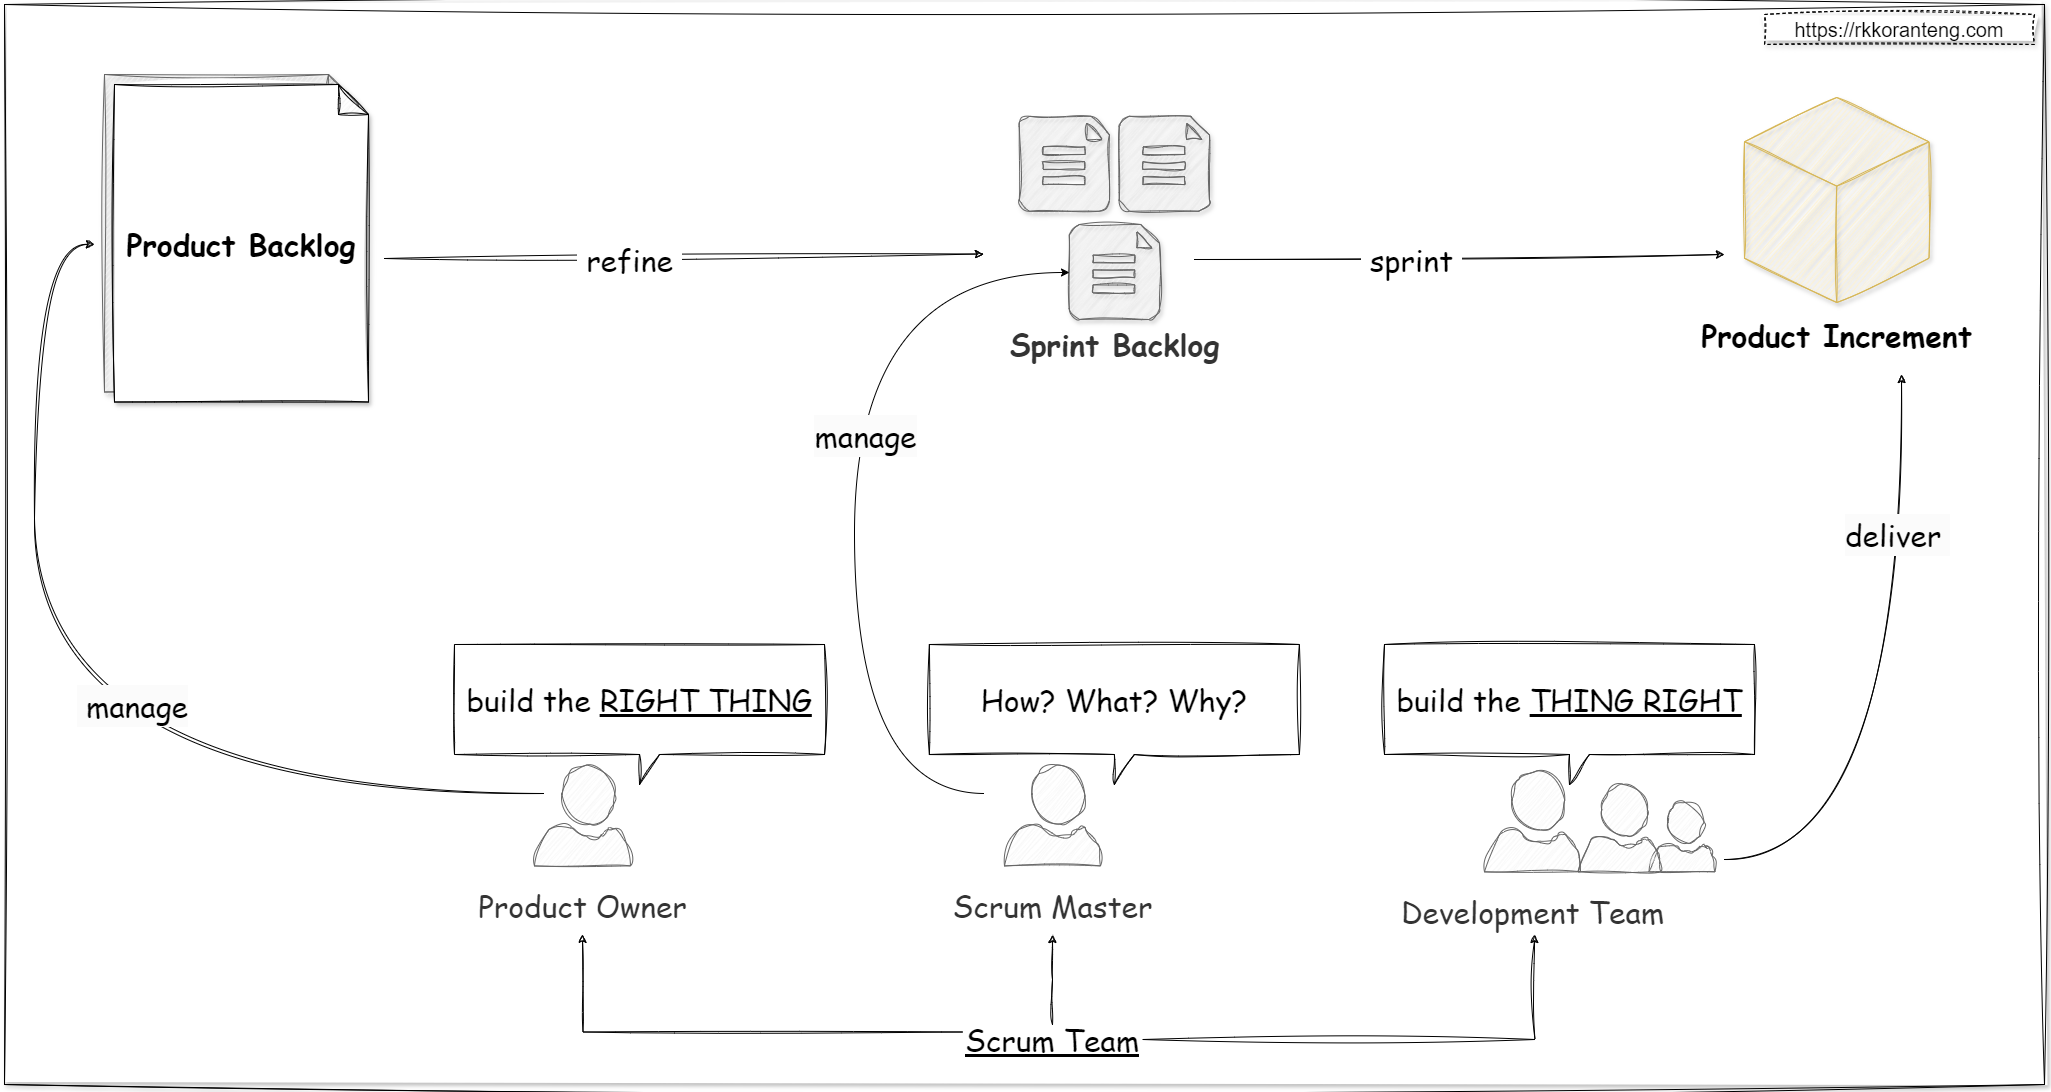 https://rkkoranteng.com
Product Backlog
refine
sprint
Sprint Backlog
Product Increment
manage
deliver
manage
build the RIGHT THING
How? What? Why?
build the THING RIGHT
Product Owner
Scrum Master
Development Team
Scrum Team